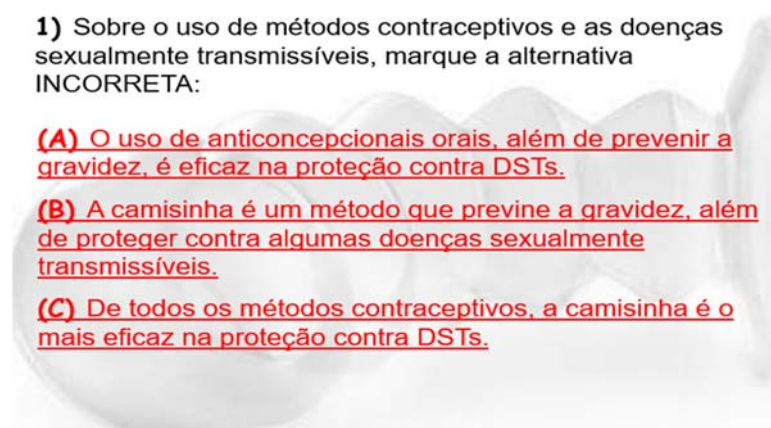 1) Sobre o uso de métodos contraceptivos e as doenças
sexualmente transmissíveis, marque a alternativa
INCORRETA:
(A) O uso de anticoncepcionais orais, além de prevenir a
gravidez, é eficaz na proteção contra DSTs.
(B) A camisinha é um método que previne a gravidez, além
de proteger contra algumas doenças sexualmente
transmissíveis.
(C) De todos os métodos contraceptivos, a camisinha é o
mais eficaz na proteção contra DSTs.